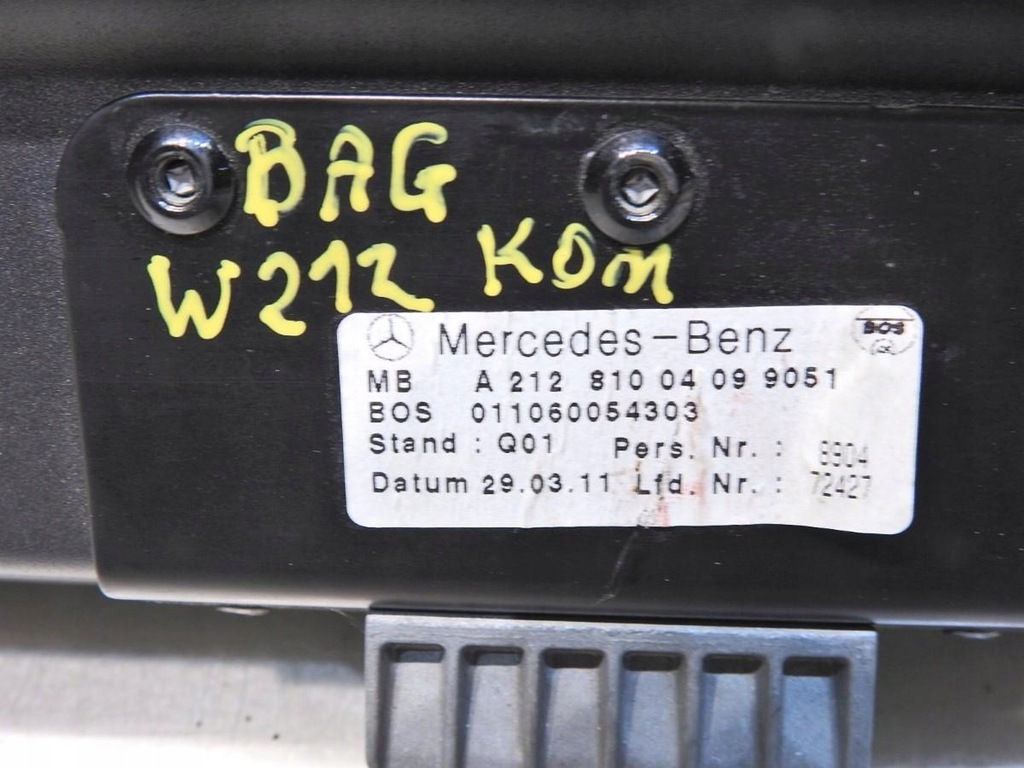 BAG
W212 KOM
Mercedes-Benz BOS
MB A 212 810 04 09 9051
BOS 011060054303
Stand : Q01 Pers. Nr. : 8904
Datum 29.03.11 Lfd. Nr. : 72427